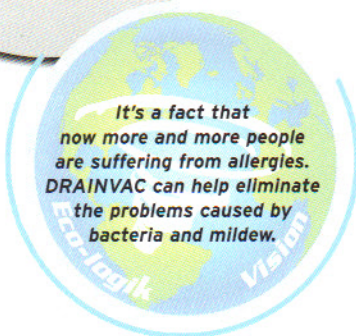 It's a fact that
now more and more people
are suffering from allergies.
DRAINVAC can help eliminate
the problems caused by
bacteria and mildew.
Eco-logik Vision